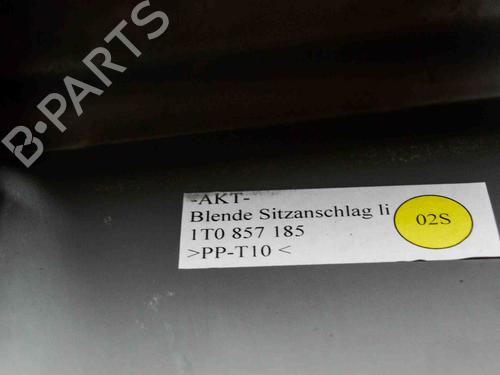 B-PARTS
-AKT-
Blende Sitzanschlag li
1T0 857 185
>PP-T10 <
02S